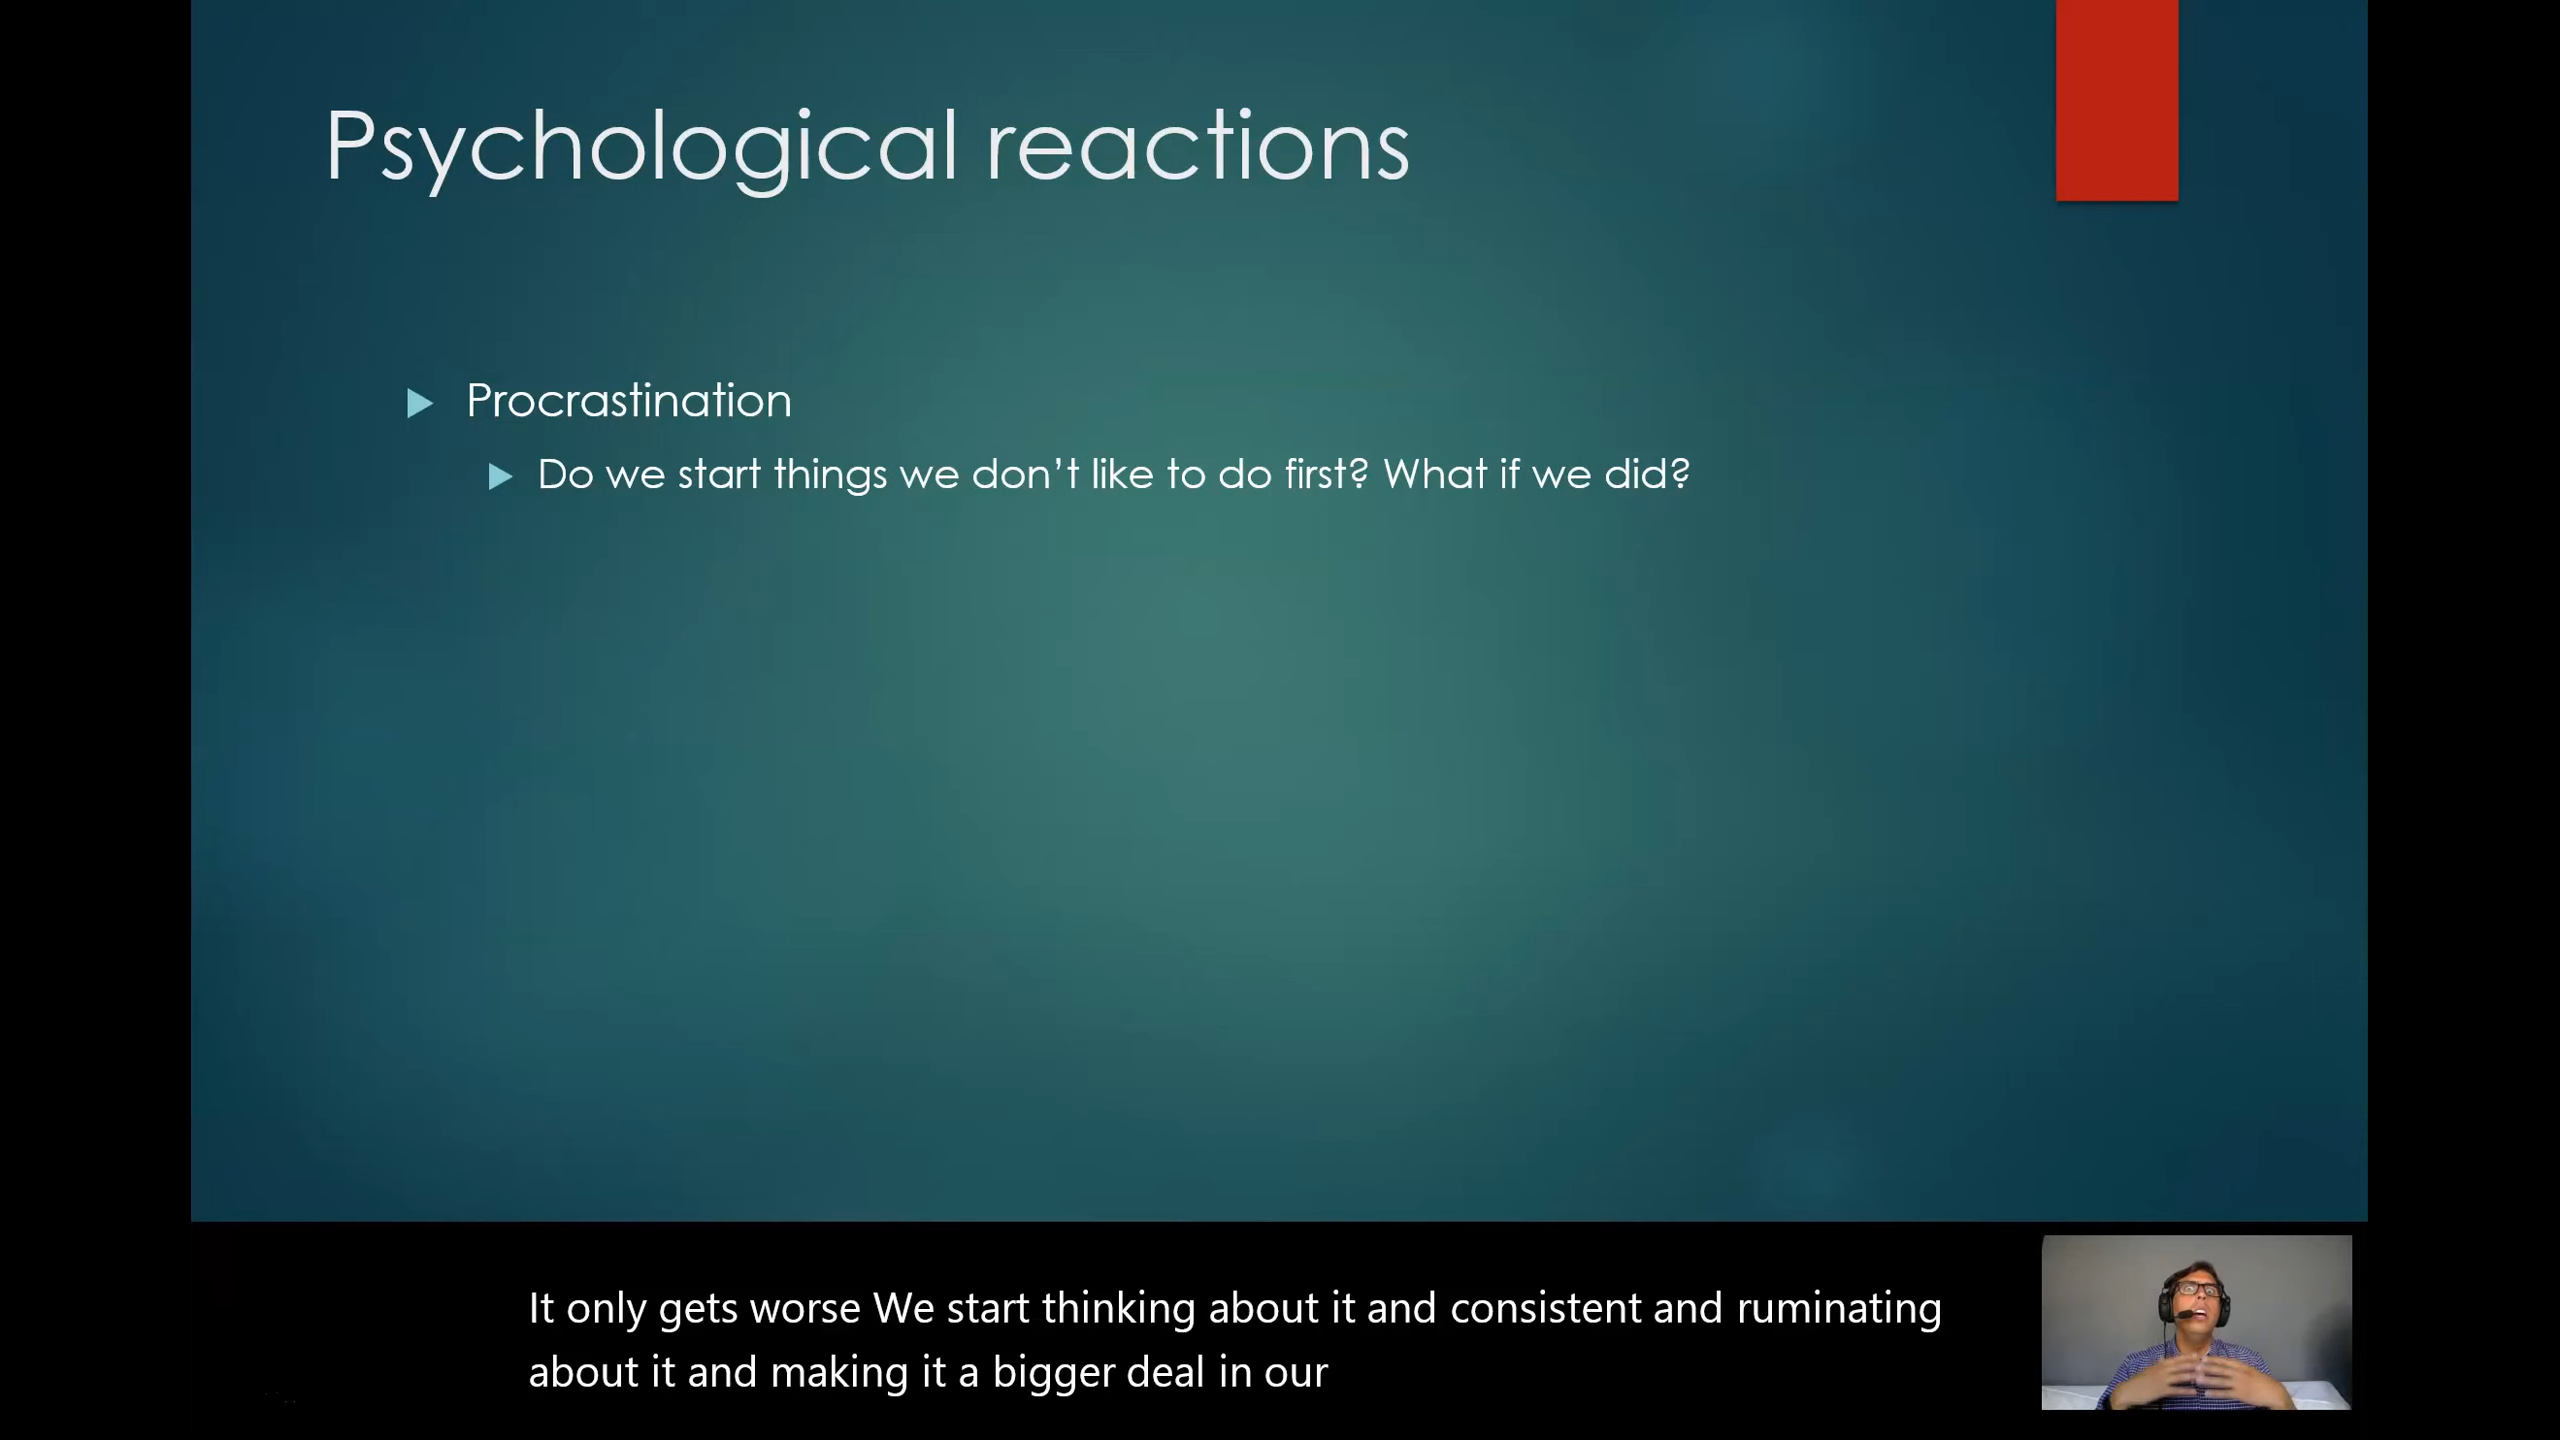 Psychological reactions
Procrastination
Do we start things we don’t like to do first? What if we did?
It only gets worse We start thinking about it and consistent and ruminating
about it and making it a bigger deal in our